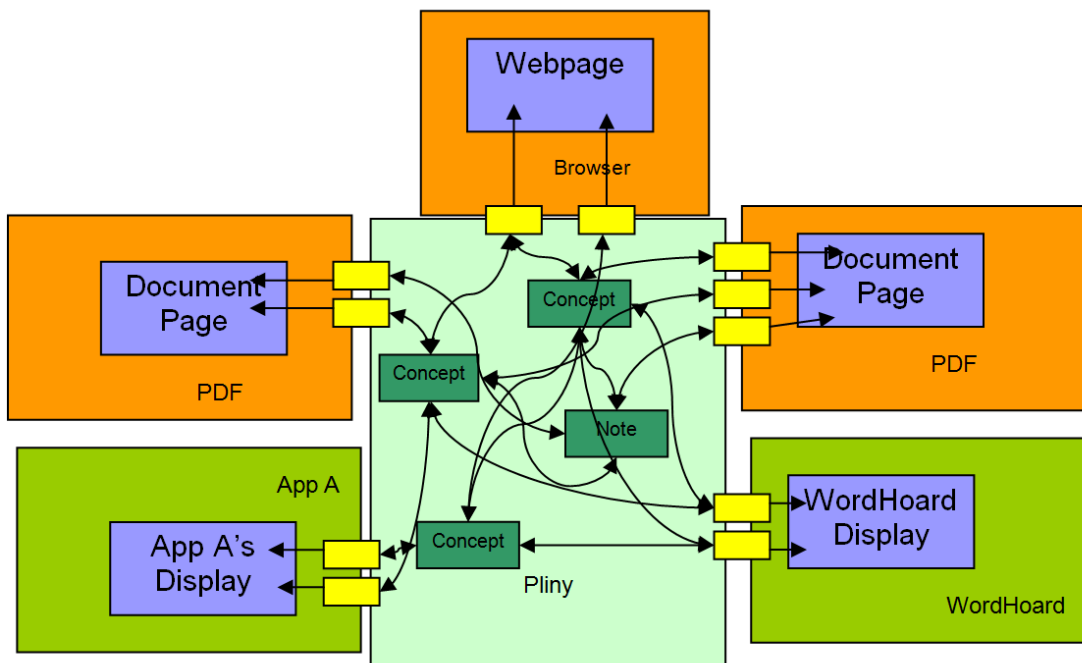 Webpage
Browser
Document
Page
PDF
Document
Page
PDF
Concept
Concept
Note
Concept
Pliny
App A
App A's
Display
WordHoard
Display
WordHoard